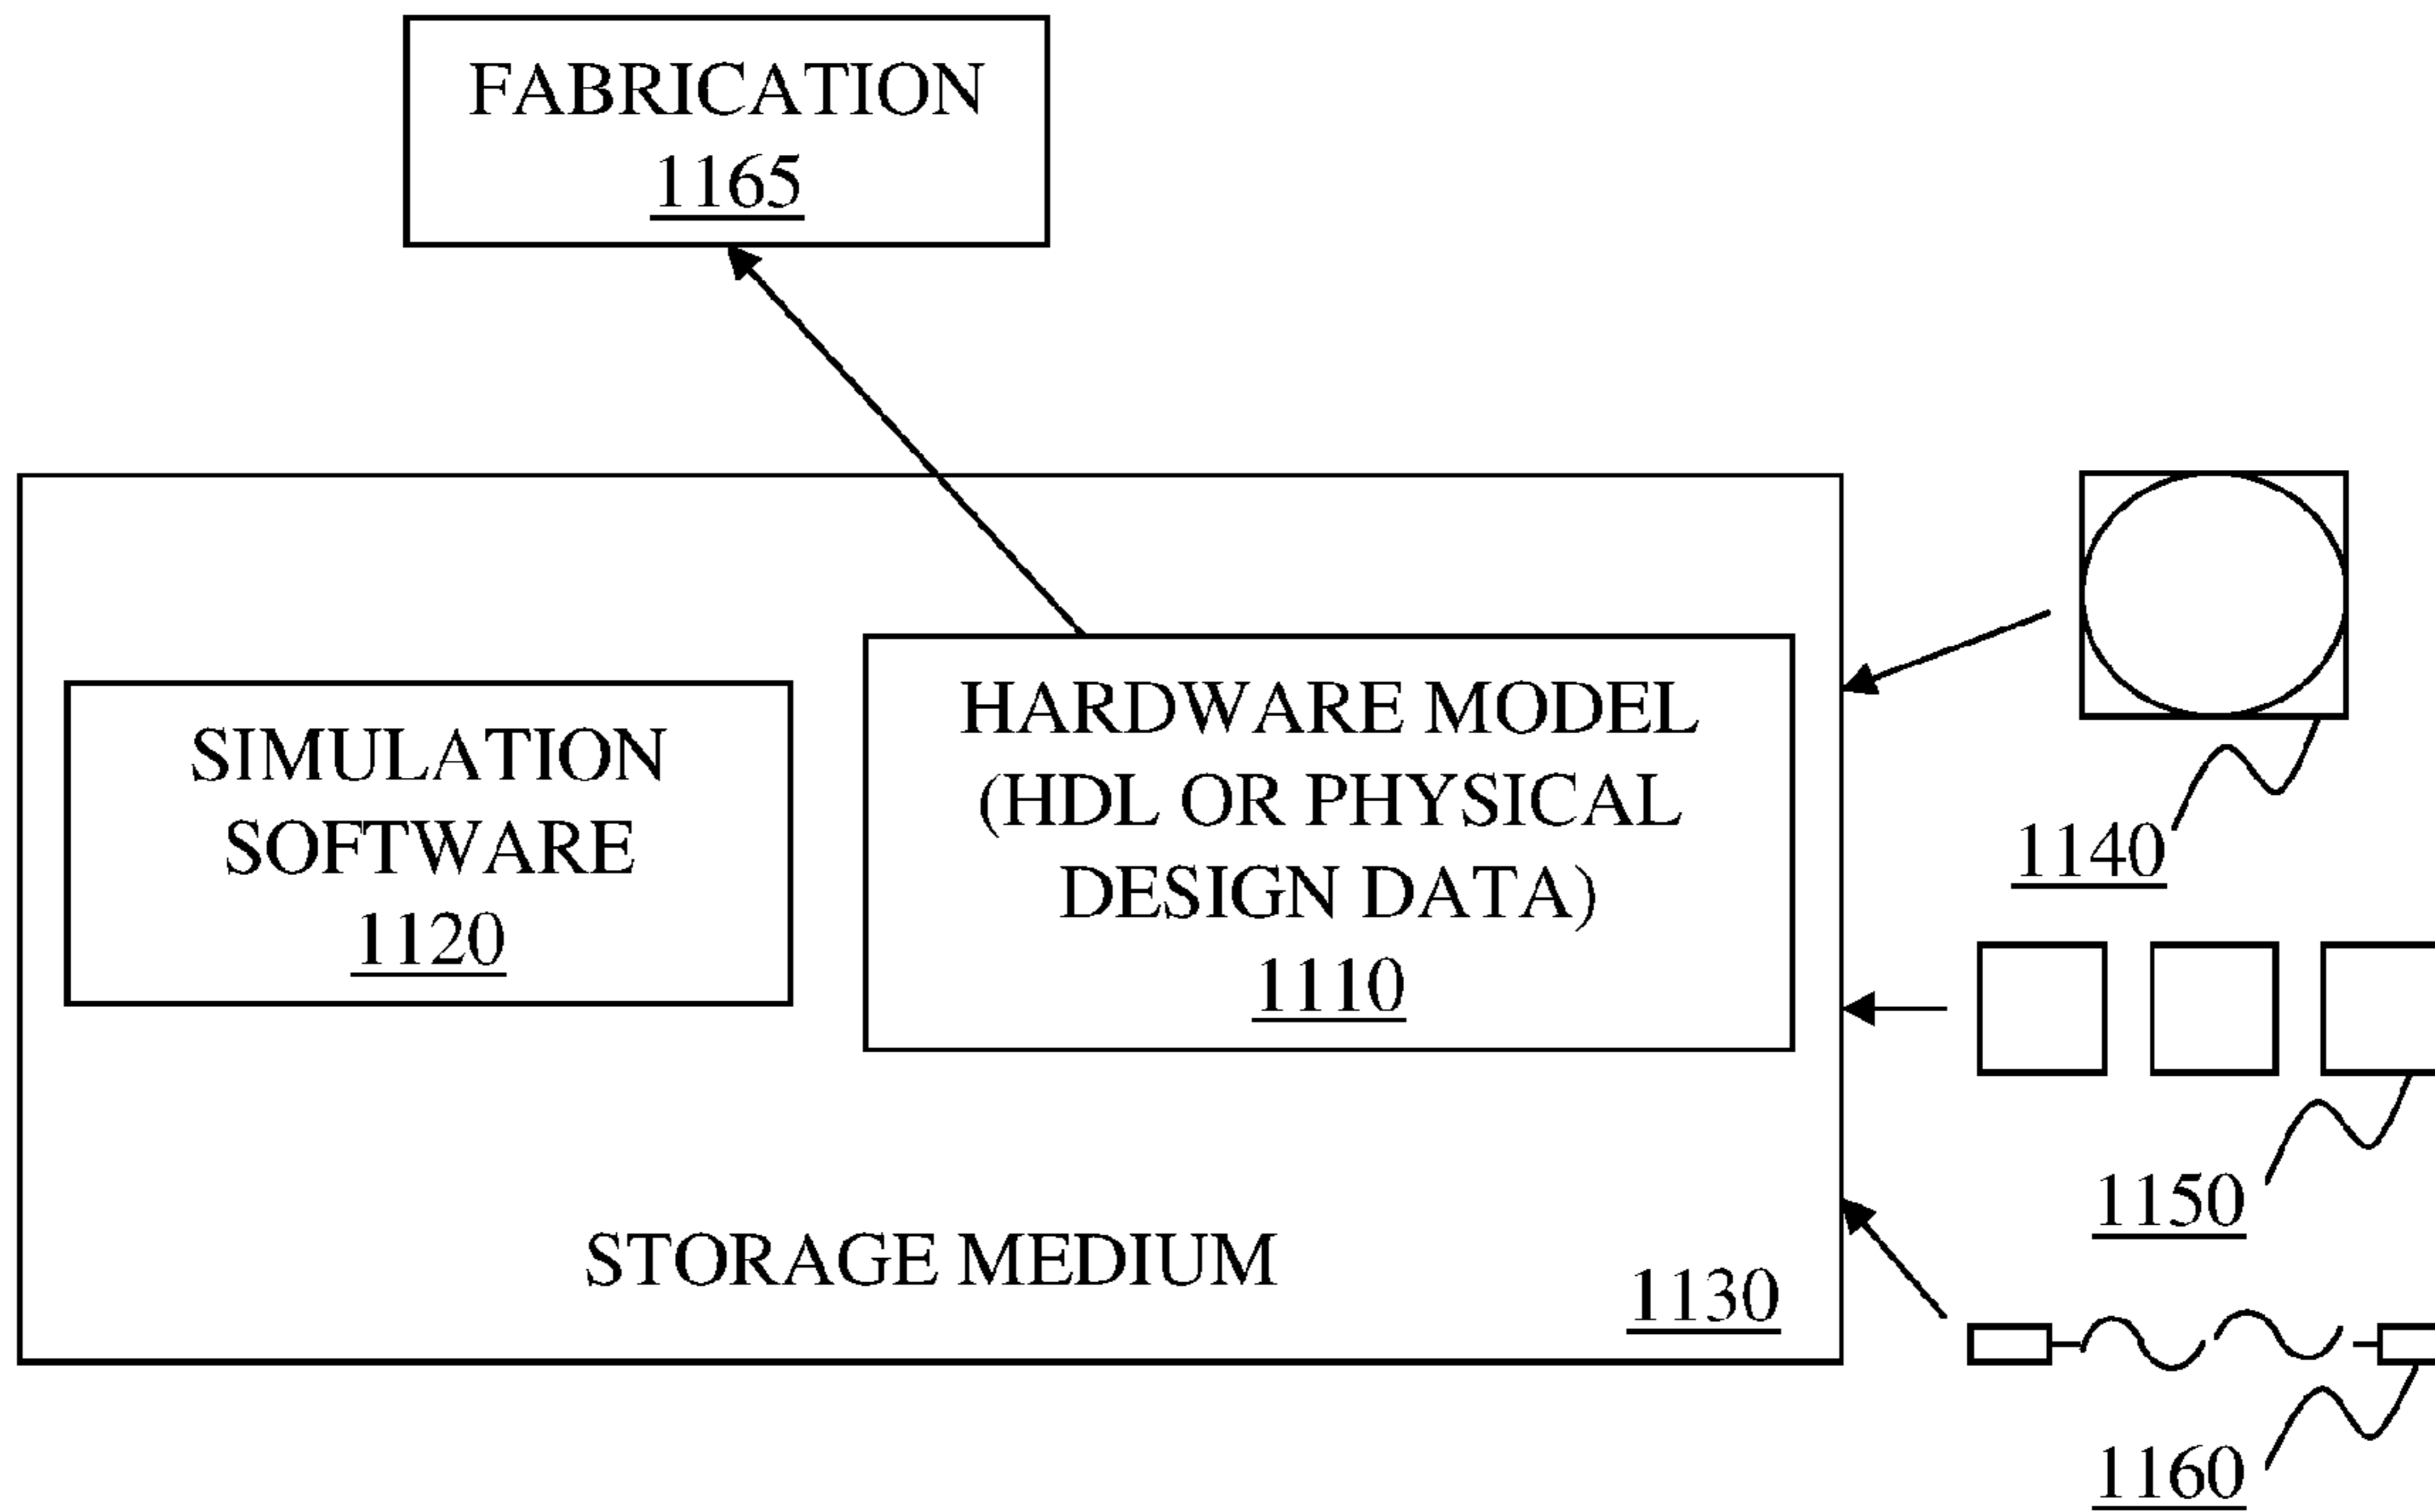 FABRICATION
1165
SIMULATION
SOFTWARE
1120
HARDWARE MODEL
(HDL OR PHYSICAL
DESIGN DATA)
1110
STORAGE MEDIUM
1130
1140
1150
1160